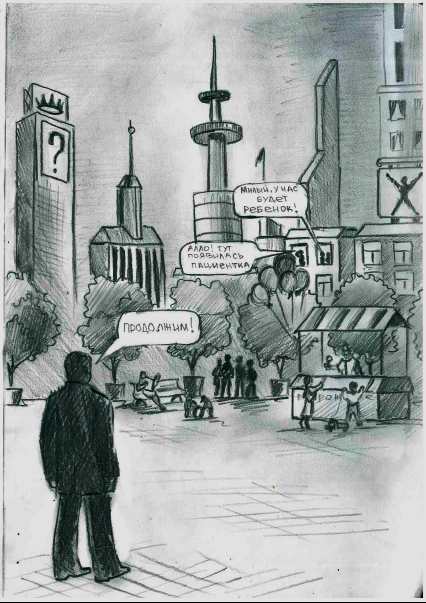 ?
Милый, у нас
будет
ребенок!
Алло! Тут
появилась
пациентка
Продолжим!